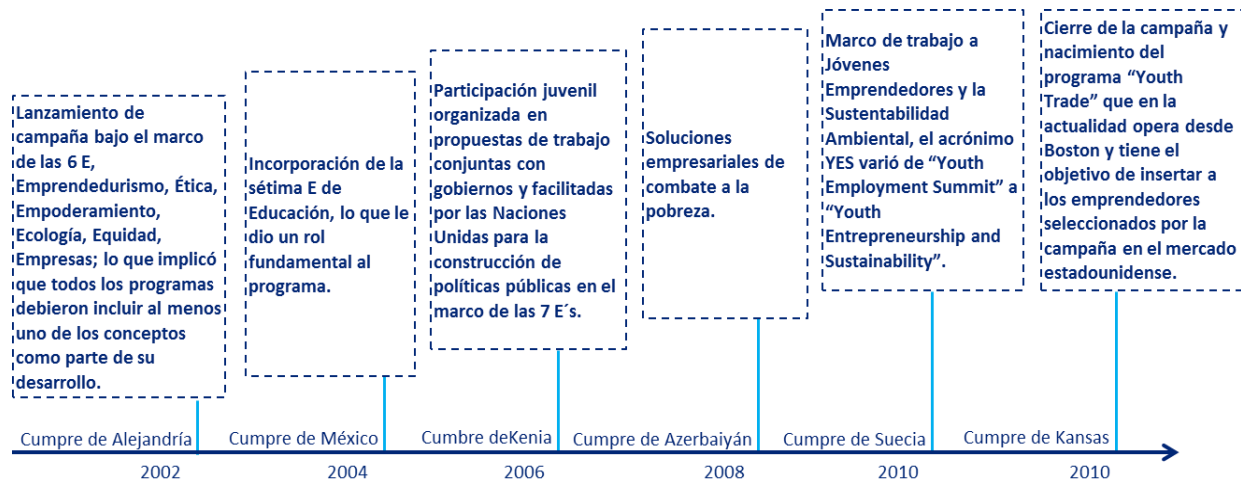 Lanzamiento de
campaña bajo el marco
de las 6 E,
Emprendedurismo, Ética,
Empoderamiento,
Ecología, Equidad,
Empresas; lo que implicó
que todos los programas
debieron incluir al menos
uno de los conceptos
como parte de su
desarrollo.
Incorporación de la
sétima E de
Educación, lo que le
dio un rol
fundamental al
programa.
Participación juvenil
organizada en
propuestas de trabajo
conjuntas con
gobiernos y facilitadas
por las Naciones
Unidas para la
construcción de
políticas públicas en el
marco de las 7 E´s.
Soluciones
empresariales de
combate a la
pobreza.
Marco de trabajo a
Jóvenes
Emprendedores y la
Sustentabilidad
Ambiental, el acrónimo
YES varió de “Youth
Employment Summit” a
“Youth
Entrepreneurship and
Sustainability”.
Cierre de la campaña y
nacimiento del
programa “Youth
Trade” que en la
actualidad opera desde
Boston y tiene el
objetivo de insertar a
los emprendedores
seleccionados por la
campaña en el mercado
estadounidense.
Cumpre de Alejandría
Cumpre de México
Cumbre deKenia
Cumpre de Azerbaiyán
Cumpre de Suecia
Cumpre de Kansas
2002
2004
2006
2008
2010
2010